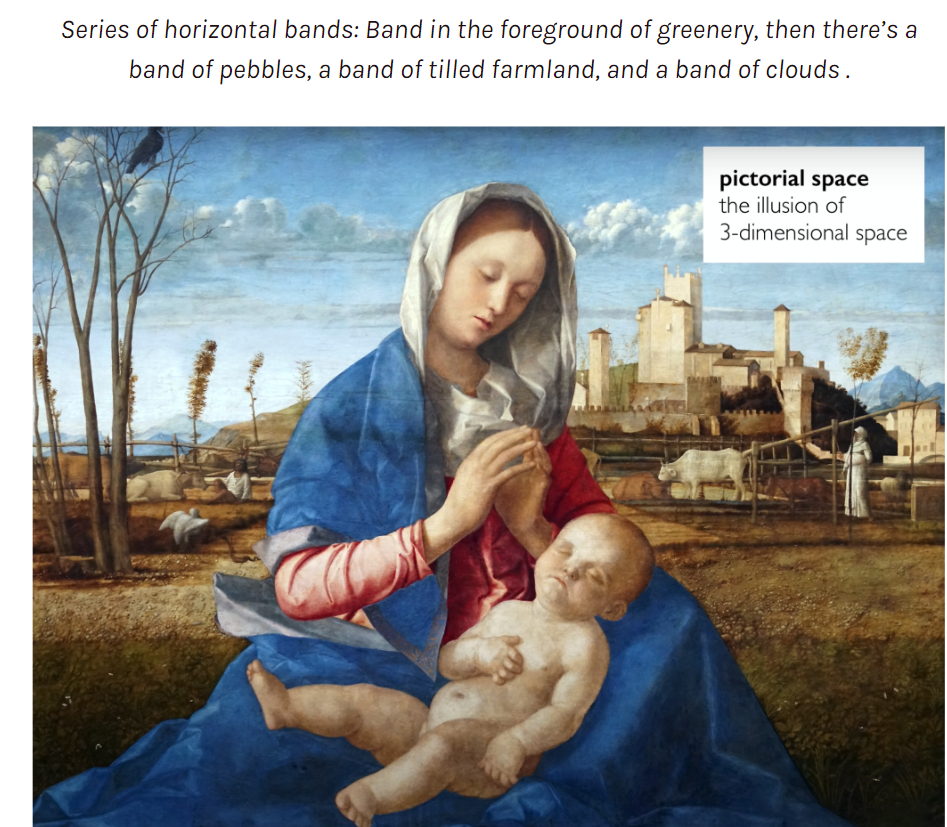 Series of horizontal bands: Band in the foreground of greenery, then there’s a
band of pebbles, a band of tilled farmland, and a band of clouds .
pictorial space
the illusion of
3-dimensional space